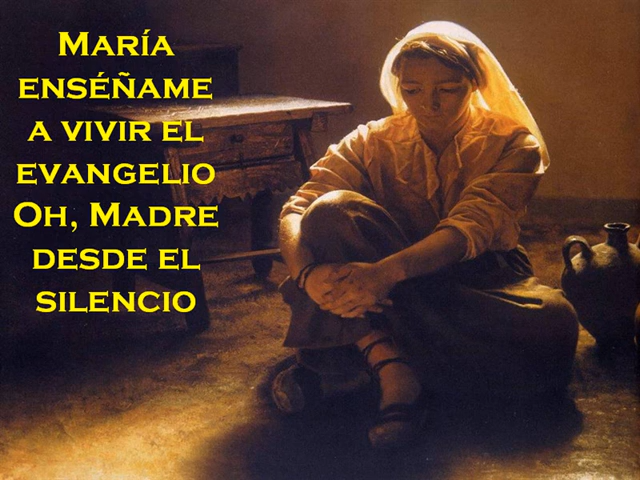 María
enséñame
a vivir el
evangelio
Oh, Madre
desde el
silencio